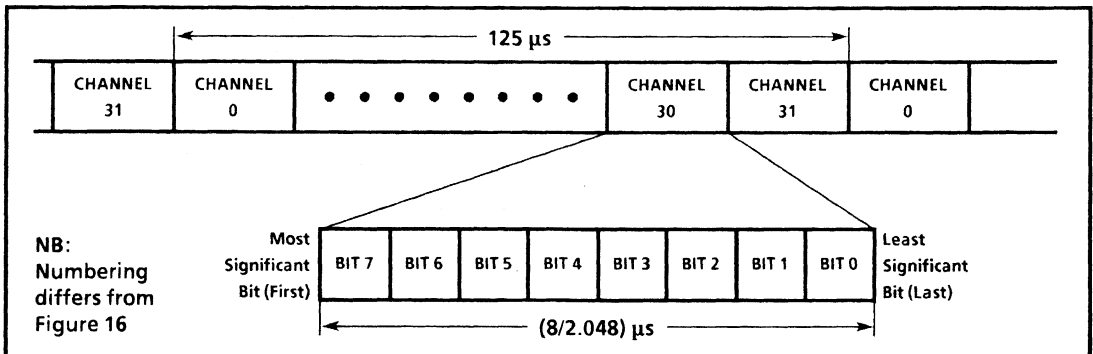 125 µs
CHANNEL
31
CHANNEL
0
CHANNEL
30
CHANNEL
31
CHANNEL
0
NB:
Numbering
differs from
Figure 16
Most
Significant
Bit (First)
BIT 7 BIT 6 BIT 5 BIT 4 BIT 3 BIT 2 BIT 1 BIT 0
Least
Significant
Bit (Last)
(8/2.048) µs